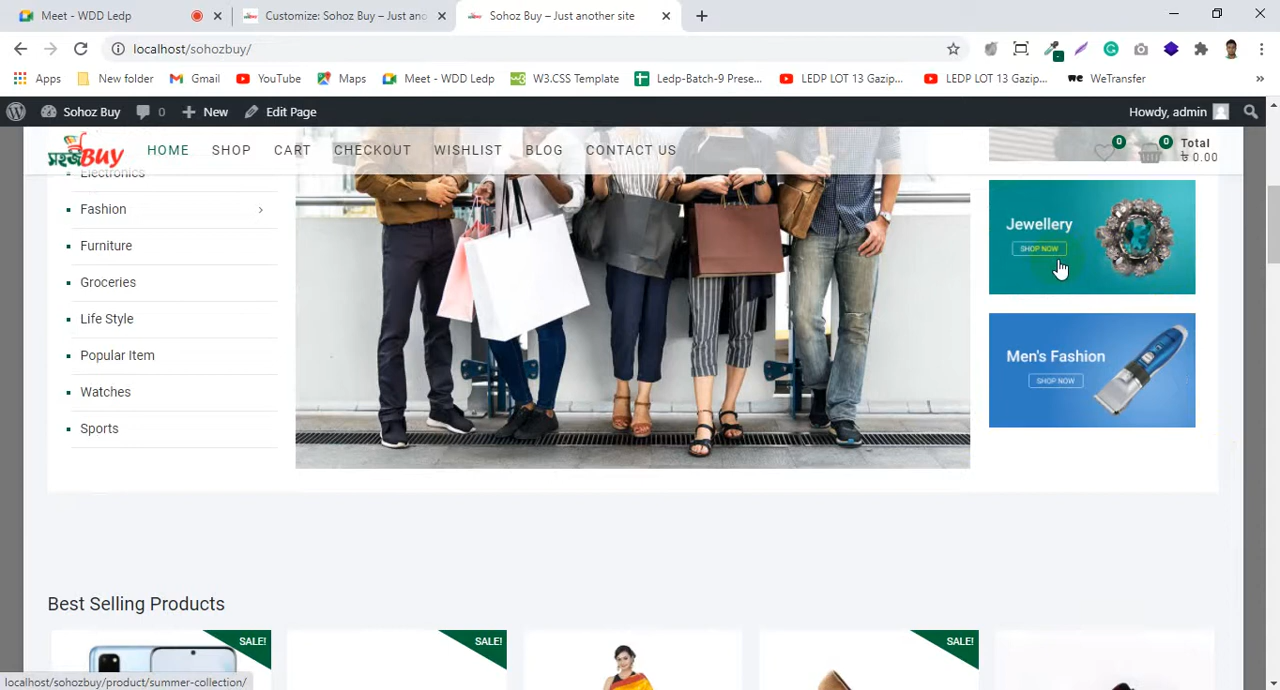 Meet - WDD Ledp
Customize: Sohoz Buy – Just ano
Sohoz Buy – Just another site
localhost/sohozbuy/
Apps
New folder
Gmail
YouTube
Maps
Meet - WDD Ledp
W3.CSS Template
Ledp-Batch-9 Prese...
LEDP LOT 13 Gazip...
LEDP LOT 13 Gazip...
we WeTransfer
»
Sohoz Buy
0
New
Edit Page
Howdy, admin
সহজ Buy
HOME
SHOP
CART
CHECKOUT
WISHLIST
BLOG
CONTACT US
0
0
Total
৳ 0.00
Electronics
Fashion
Furniture
Groceries
Life Style
Popular Item
Watches
Sports
Jewellery
SHOP NOW
Men's Fashion
SHOP NOW
Best Selling Products
SALE!
SALE!
SALE!
localhost/sohozbuy/product/summer-collection/